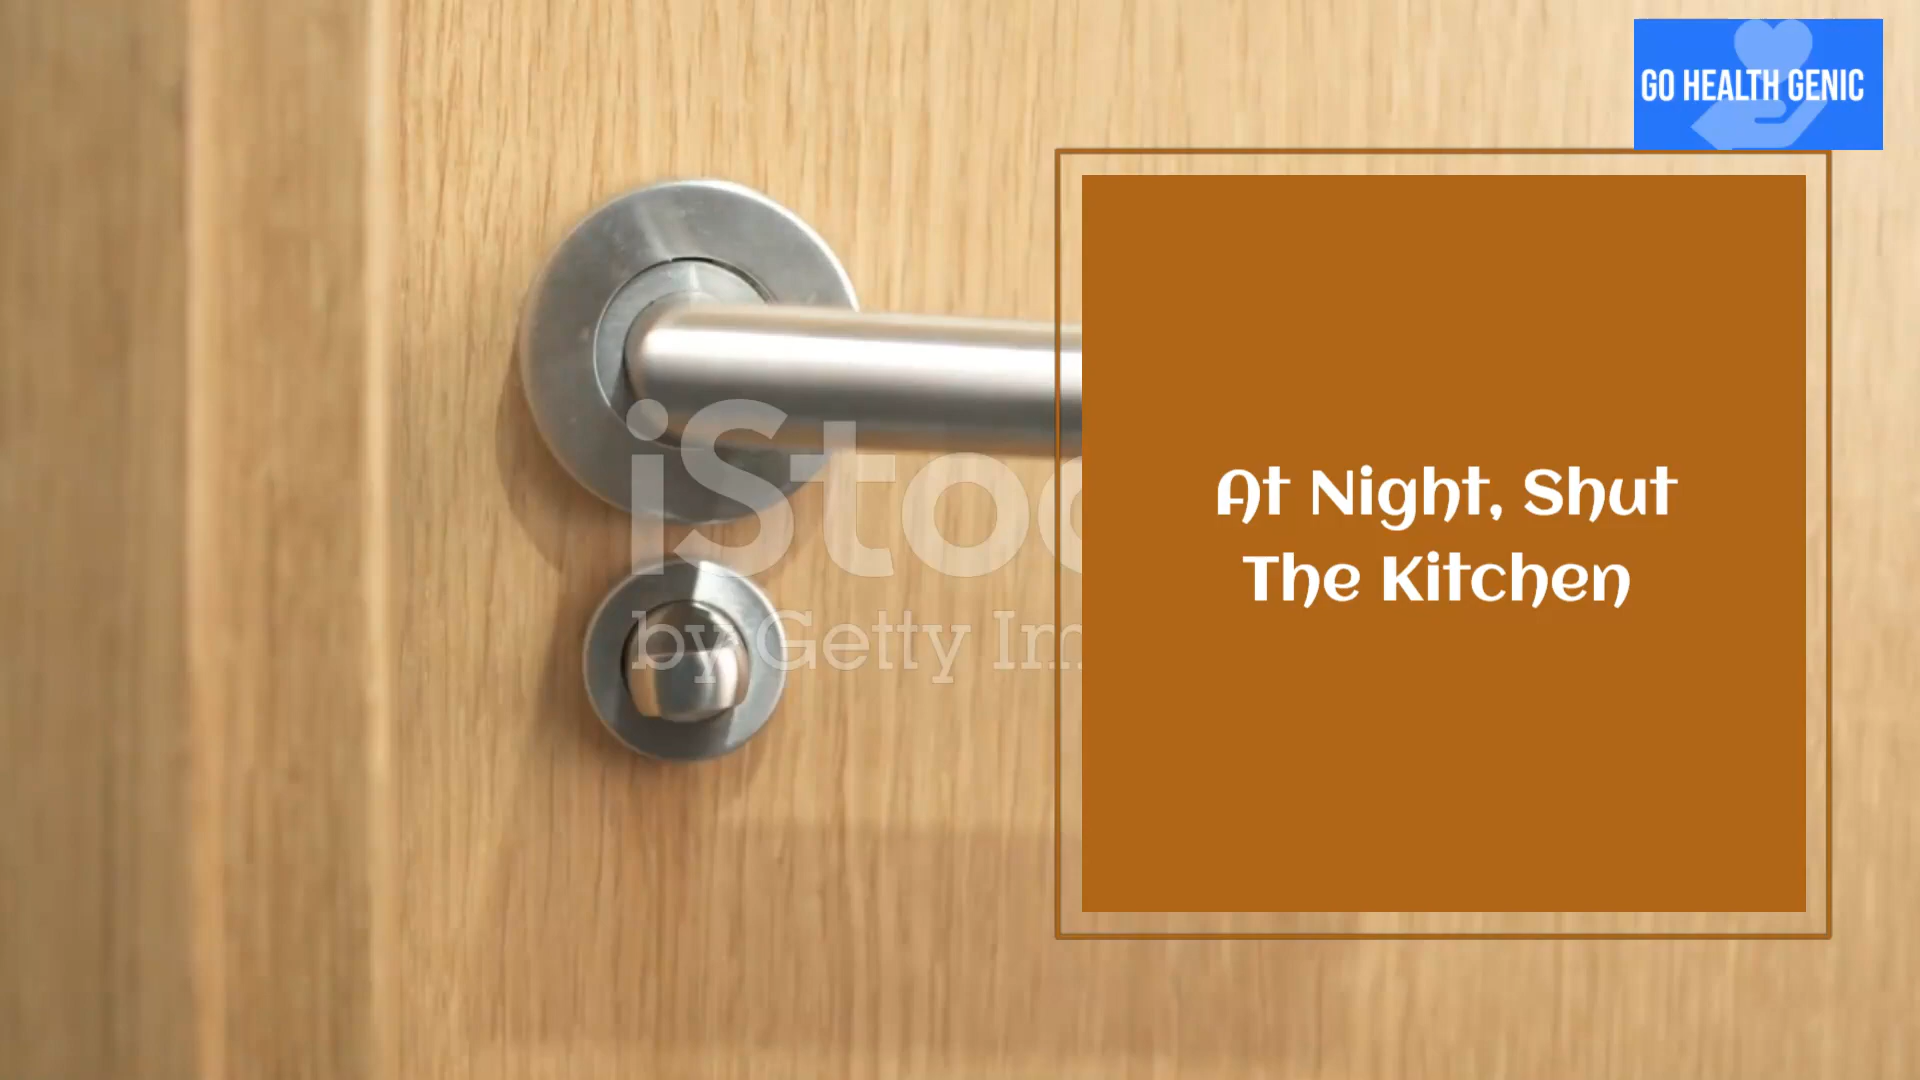 GO HEALTH GENIC
At Night, Shut
The Kitchen
iStoc
by Getty Im